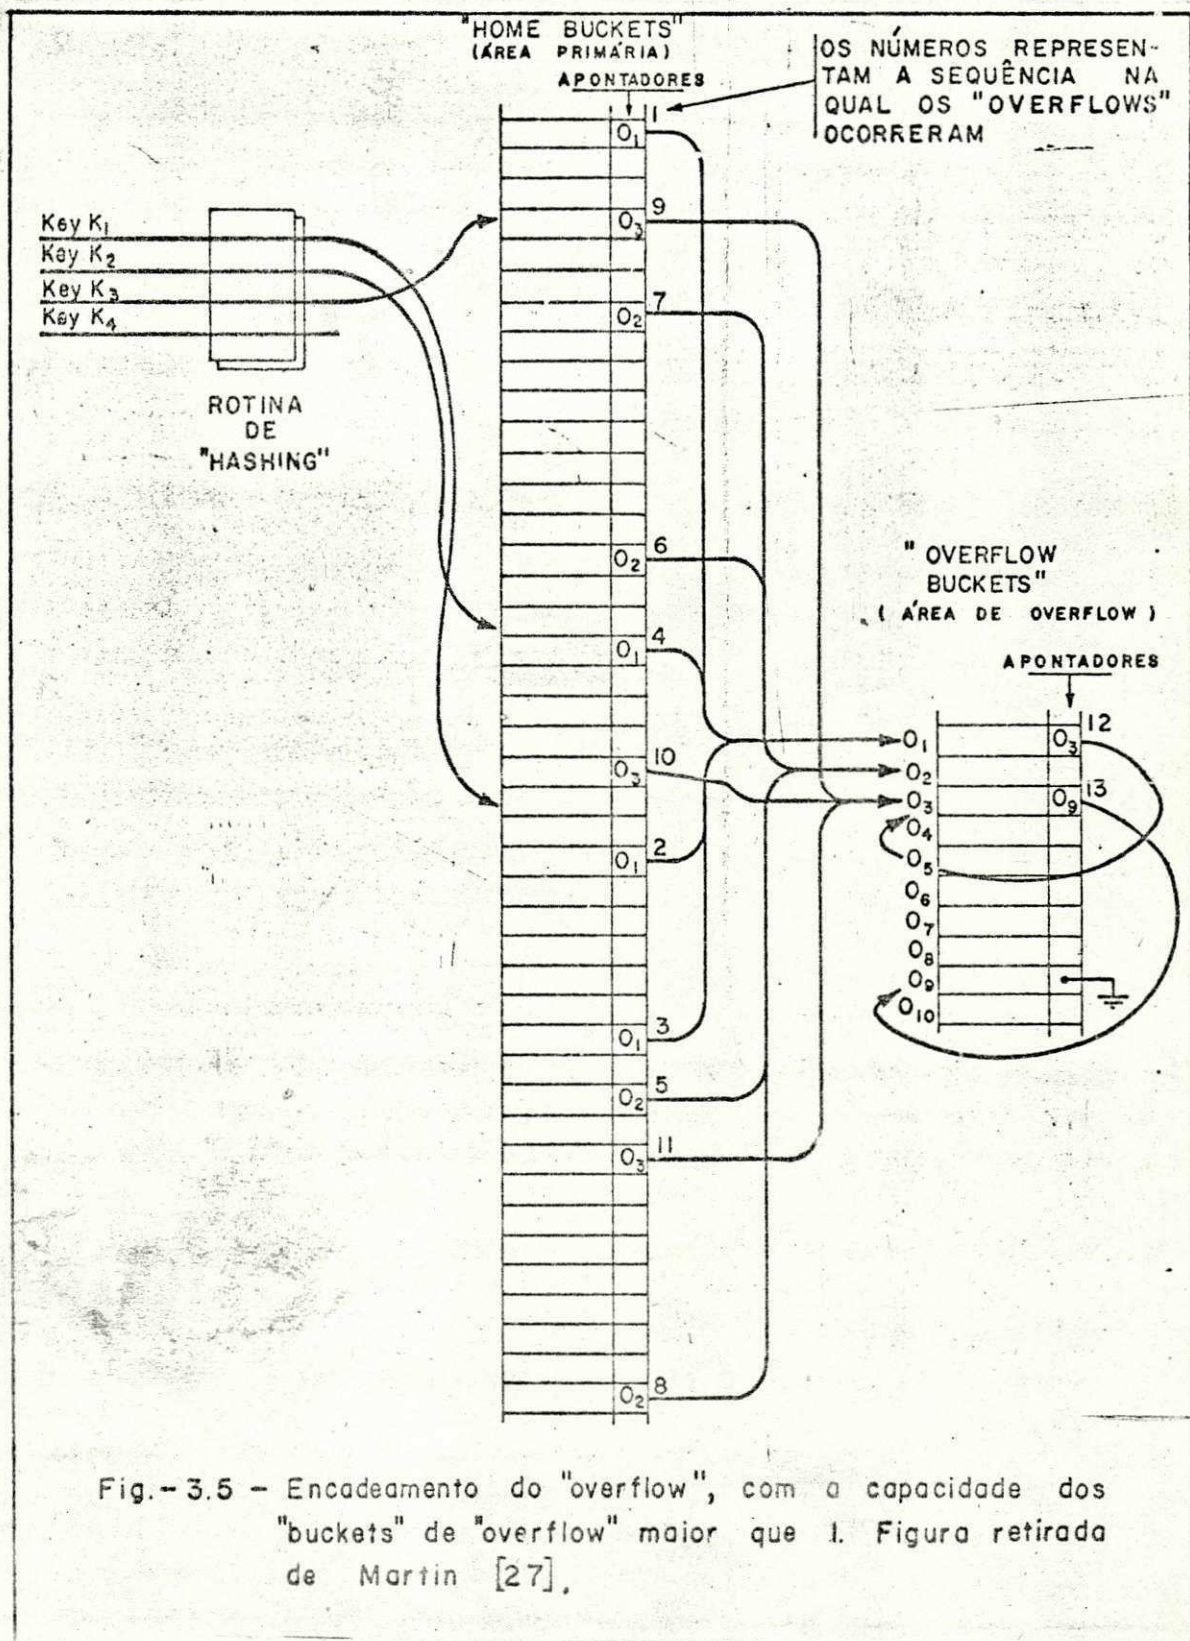 "HOME BUCKETS"
(ÁREA PRIMÁRIA)
APONTADORES
OS NÚMEROS REPRESEN-
TAM A SEQUÊNCIA NA
QUAL OS "OVERFLOWS"
OCORRERAM
1
O1
Key K1
Key K2
Key K3
Key K4
ROTINA
DE
"HASHING"
9
O3
7
O2
6
O2
4
O1
10
O3
2
O1
3
O1
5
O2
11
O3
8
O2
"OVERFLOW
BUCKETS"
(ÁREA DE OVERFLOW)
APONTADORES
12
O1
O3
O2
13
O3
O9
O4
O5
O6
O7
O8
O9
O10
Fig.-3.5 - Encadeamento do "overflow", com a capacidade dos
"buckets" de "overflow" maior que 1. Figura retirada
de Martin [27].